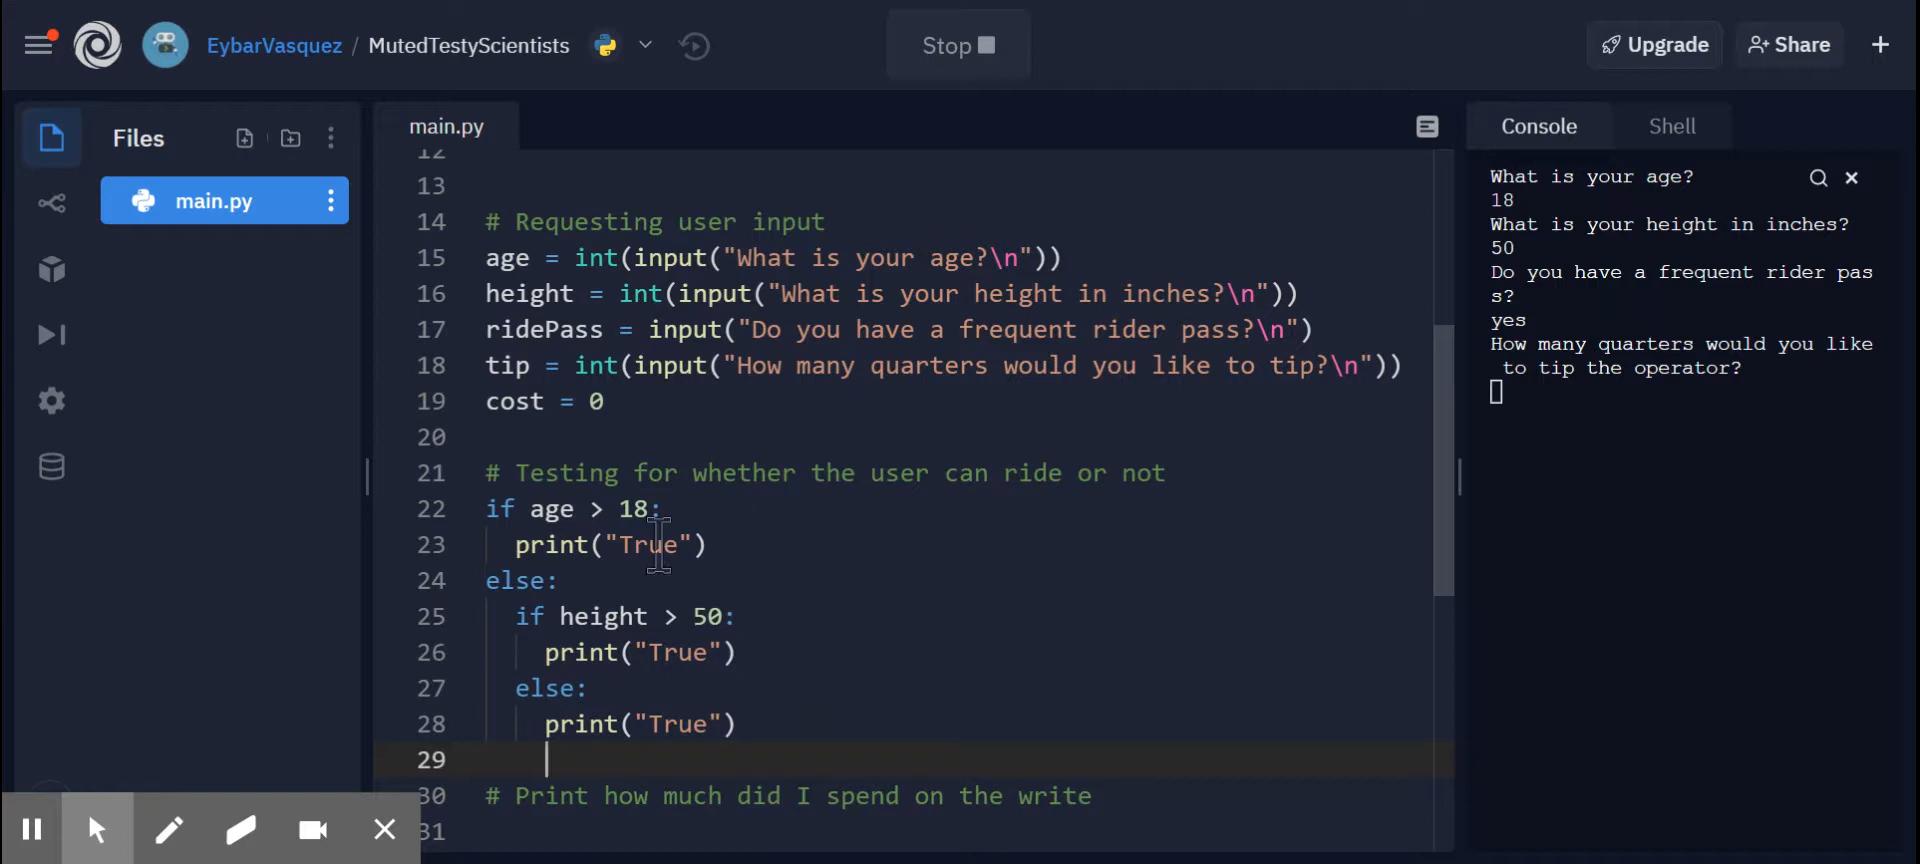 EybarVasquez / MutedTestyScientists
Stop
Upgrade
Share
Files
main.py
main.py
12
13
14 # Requesting user input
15 age = int(input("What is your age?\n"))
16 height = int(input("What is your height in inches?\n"))
17 ridePass = input("Do you have a frequent rider pass?\n")
18 tip = int(input("How many quarters would you like to tip?\n"))
19 cost = 0
20
21 # Testing for whether the user can ride or not
22 if age > 18:
23 print("True")
24 else:
25 if height > 50:
26 print("True")
27 else:
28 print("True")
29
30 # Print how much did I spend on the write
31
Console
Shell
What is your age?
18
What is your height in inches?
50
Do you have a frequent rider pas
s?
yes
How many quarters would you like
to tip the operator?